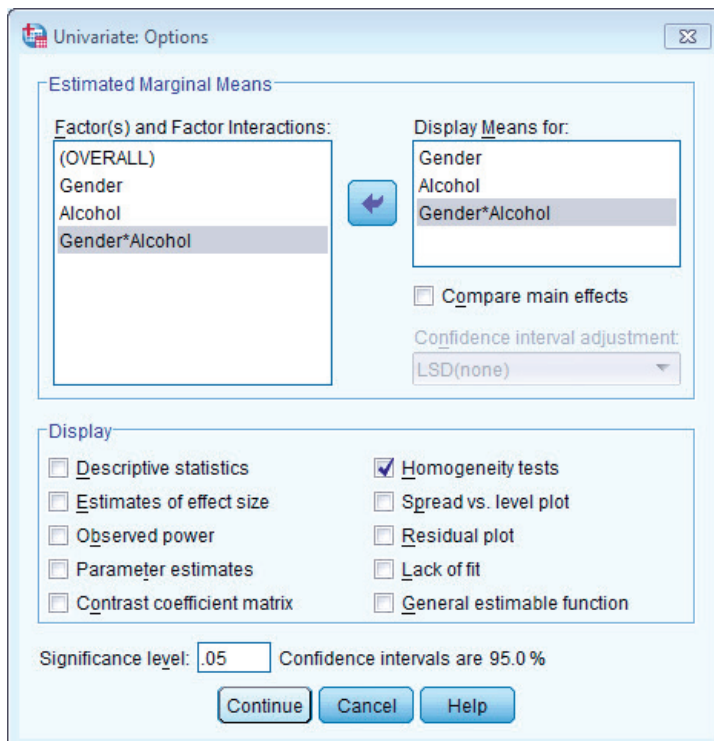 Univariate: Options
Estimated Marginal Means
Factor(s) and Factor Interactions:
(OVERALL)
Gender
Alcohol
Gender*Alcohol
Display Means for:
Gender
Alcohol
Gender*Alcohol
Compare main effects
Confidence interval adjustment:
LSD(none)
Display
Descriptive statistics
Estimates of effect size
Observed power
Parameter estimates
Contrast coefficient matrix
Homogeneity tests
Spread vs. level plot
Residual plot
Lack of fit
General estimable function
Significance level: .05 Confidence intervals are 95.0 %
Continue Cancel Help